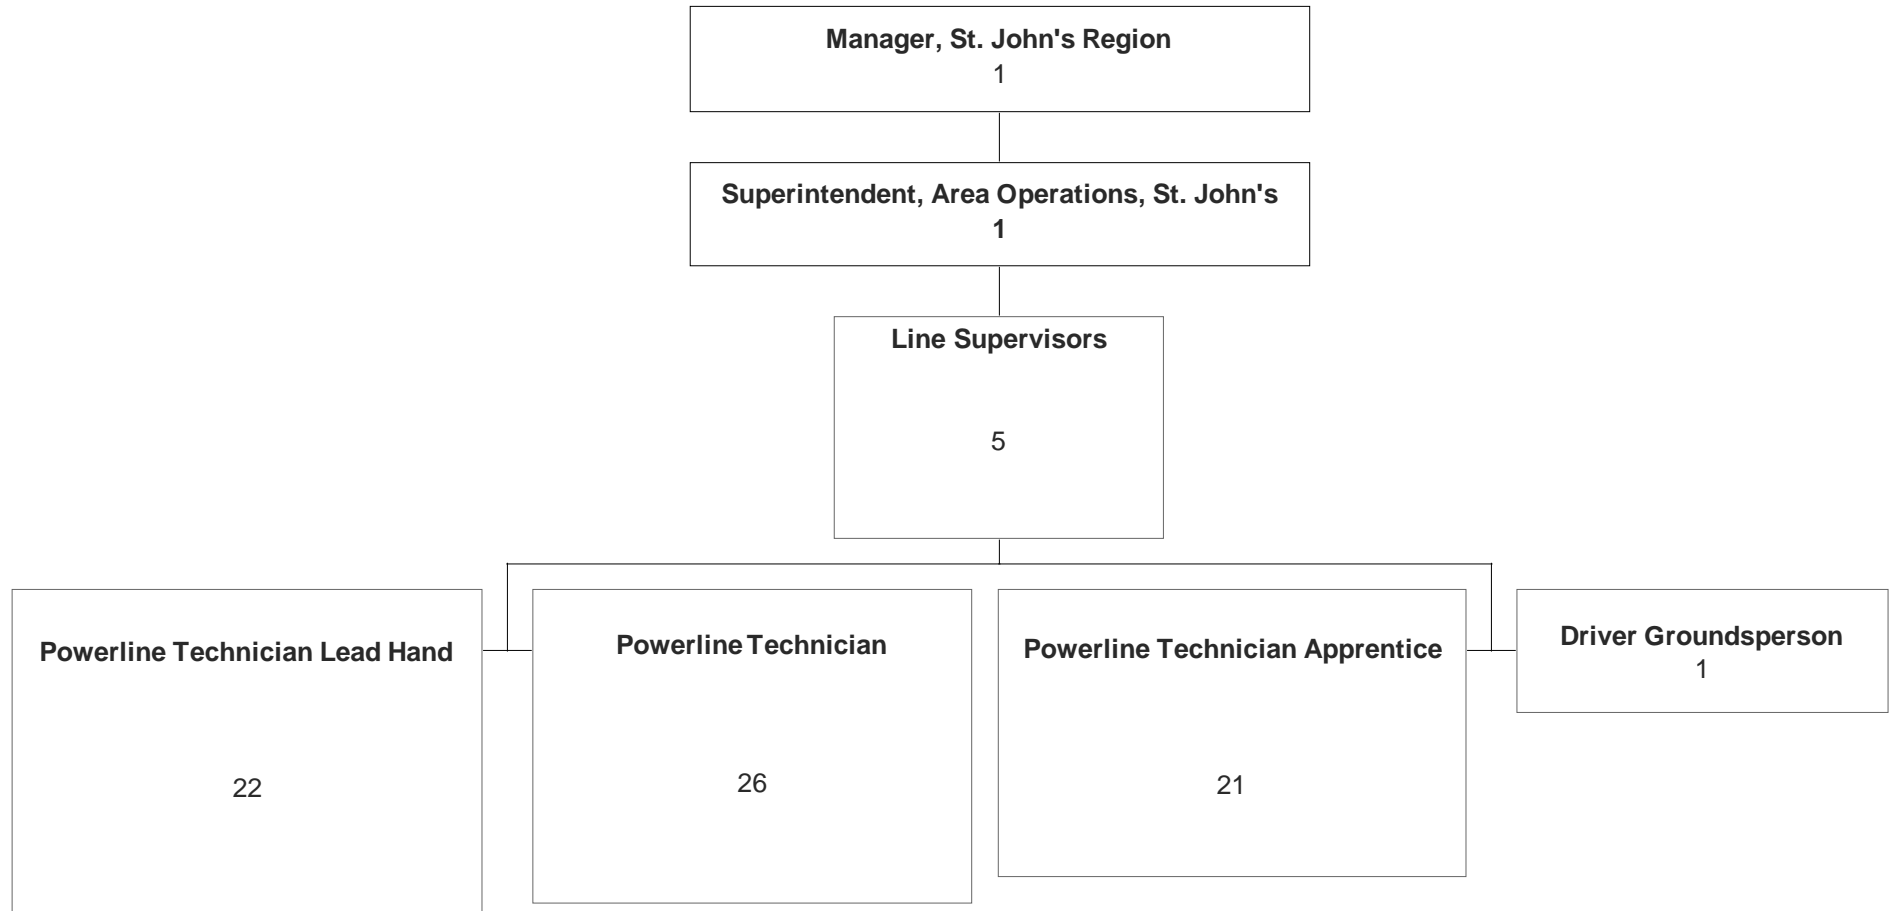 Manager, St. John's Region
1
Superintendent, Area Operations, St. John's
1
Line Supervisors
5
Powerline Technician Lead Hand
22
Powerline Technician
26
Powerline Technician Apprentice
21
Driver Groundsperson
1